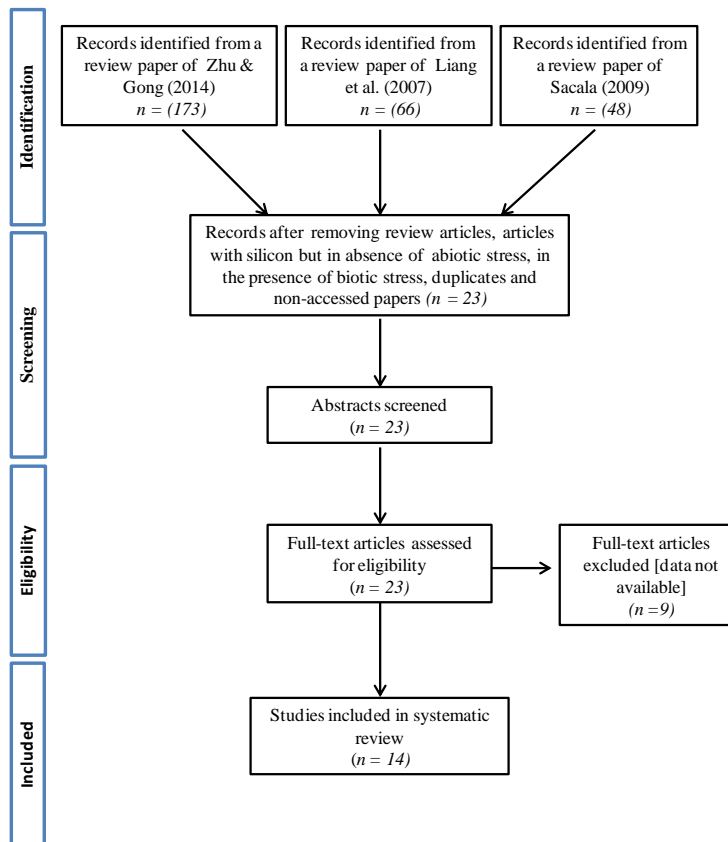 Identification
Records identified from a
review paper of Zhu &
Gong (2014)
n = (173)
Records identified from
a review paper of Liang
et al. (2007)
n = (66)
Records identified from
a review paper of
Sacala (2009)
n = (48)
Screening
Records after removing review articles, articles
with silicon but in absence of abiotic stress, in
the presence of biotic stress, duplicates and
non-accessed papers (n = 23)
Abstracts screened
(n = 23)
Eligibility
Full-text articles assessed
for eligibility
(n = 23)
Full-text articles
excluded [data not
available]
(n =9)
Included
Studies included in systematic
review
(n = 14)